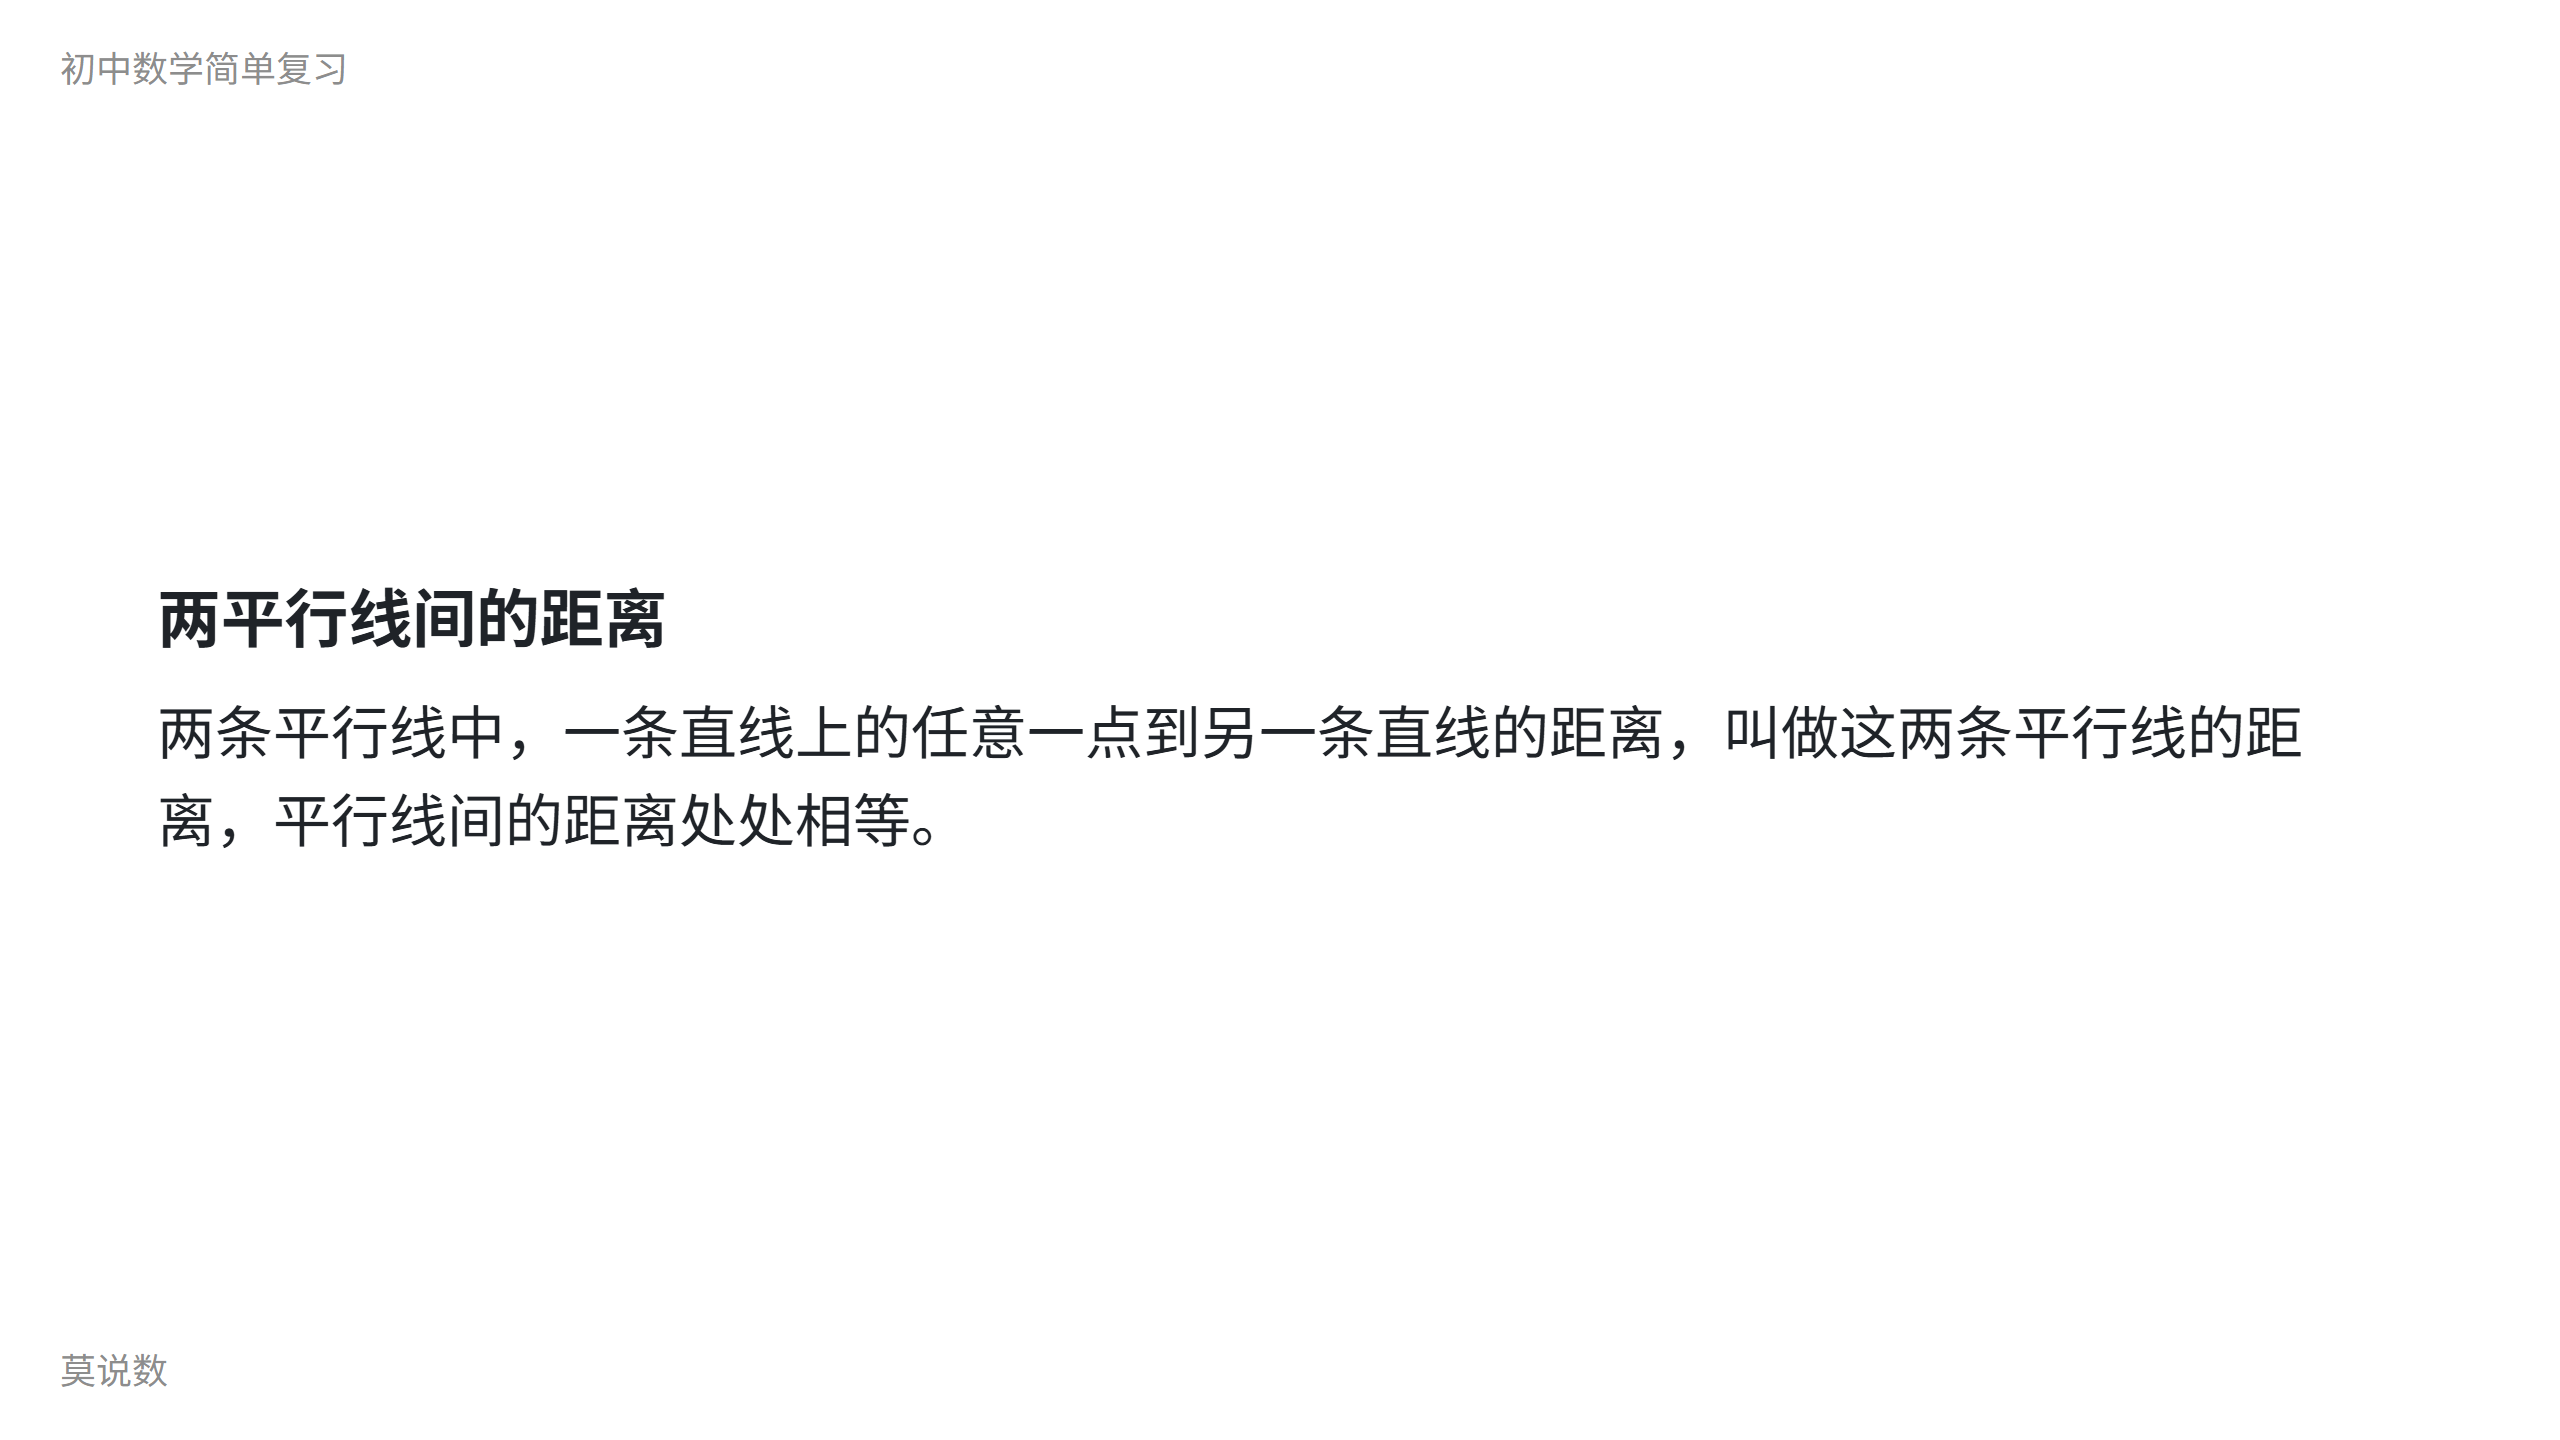 初中数学简单复习
两平行线间的距离
两条平行线中，一条直线上的任意一点到另一条直线的距离，叫做这两条平行线的距
离，平行线间的距离处处相等。
莫说数